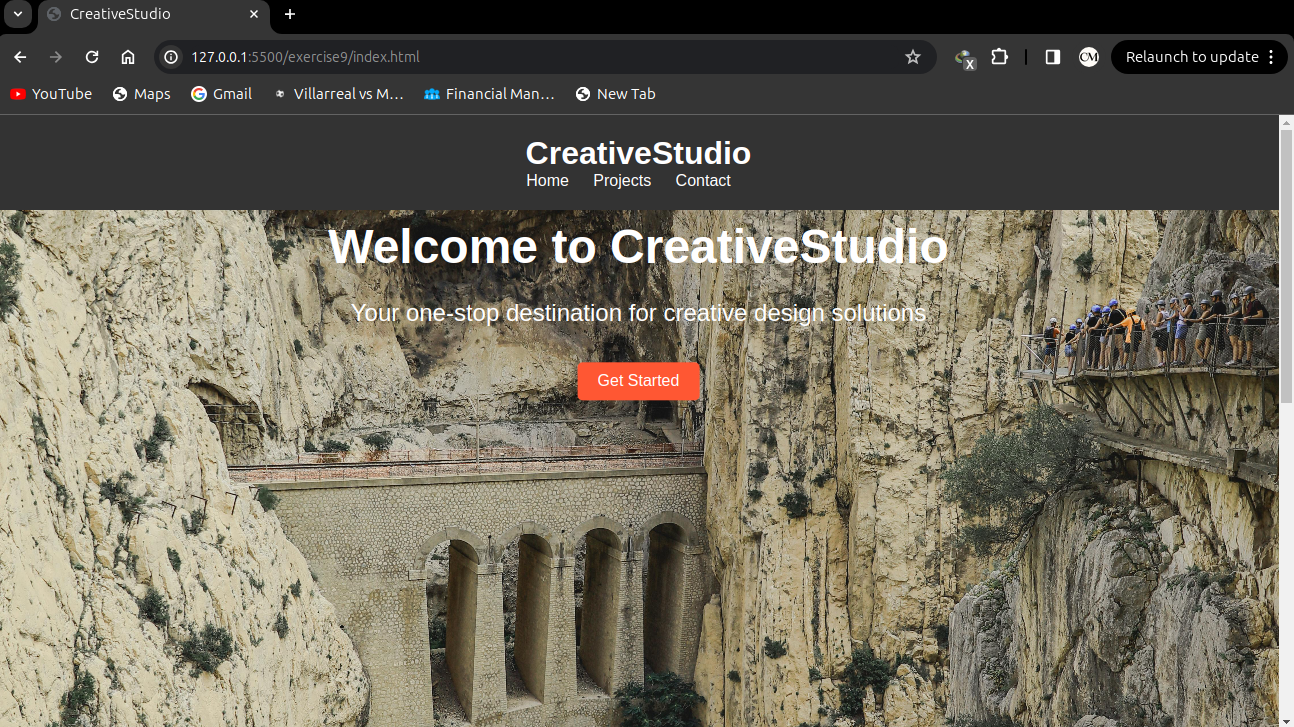 CreativeStudio
127.0.0.1:5500/exercise9/index.html
X
CM
Relaunch to update
YouTube Maps Gmail Villarreal vs M… Financial Man… New Tab
CreativeStudio
Home Projects Contact
Welcome to CreativeStudio
Your one-stop destination for creative design solutions
Get Started